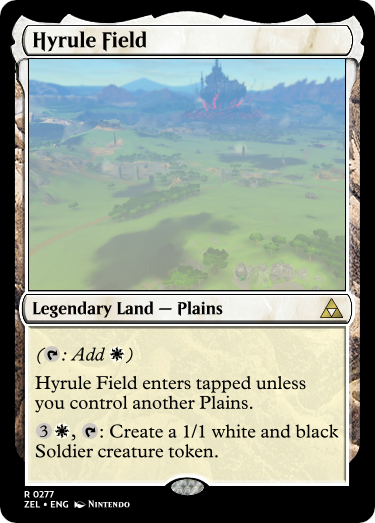 Hyrule Field
Legendary Land — Plains
(: Add )
Hyrule Field enters tapped unless
you control another Plains.
3 , : Create a 1/1 white and black
Soldier creature token.
R 0277
ZEL • ENG Nintendo